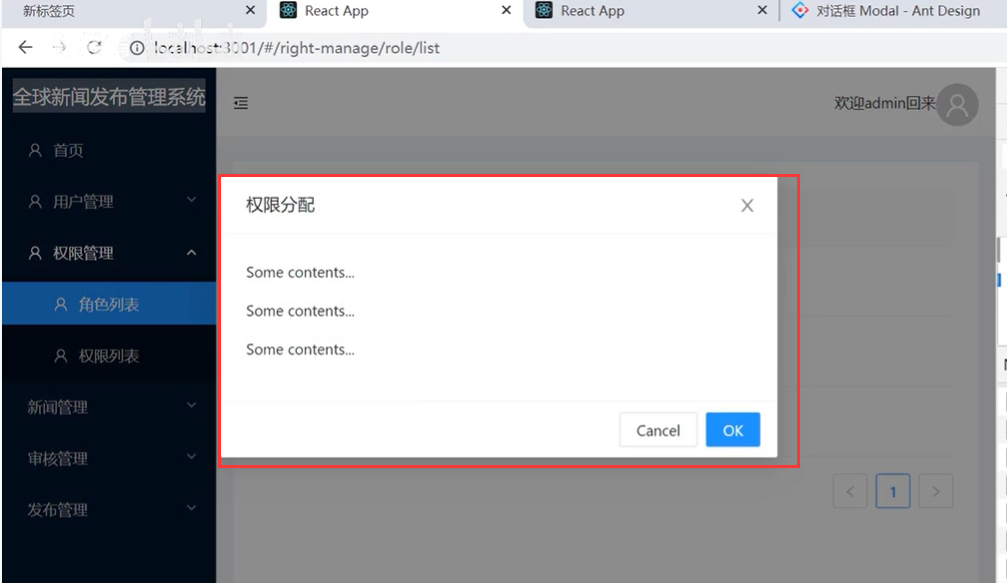 新标签页
React App
React App
对话框 Modal - Ant Design
localhost:3001/#/right-manage/role/list
全球新闻发布管理系统
欢迎admin回来
首页
用户管理
权限管理
角色列表
权限列表
新闻管理
审核管理
发布管理
权限分配
Some contents...
Some contents...
Some contents...
Cancel
OK
1